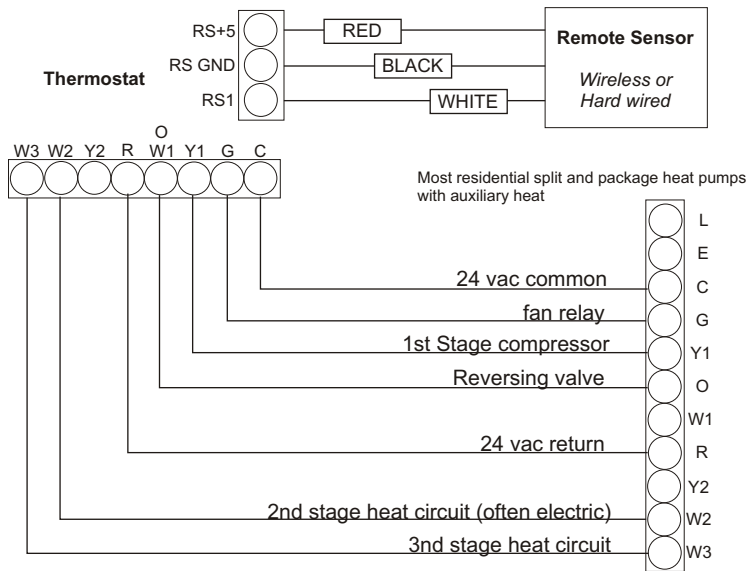 RS+5
RED
Remote Sensor
RS GND
BLACK
Thermostat
Wireless or
Hard wired
RS1
WHITE
O
W3 W2 Y2 R W1 Y1 G C
Most residential split and package heat pumps
with auxiliary heat
L
E
24 vac common
C
fan relay
G
1st Stage compressor
Y1
Reversing valve
O
W1
24 vac return
R
Y2
2nd stage heat circuit (often electric)
W2
3nd stage heat circuit
W3